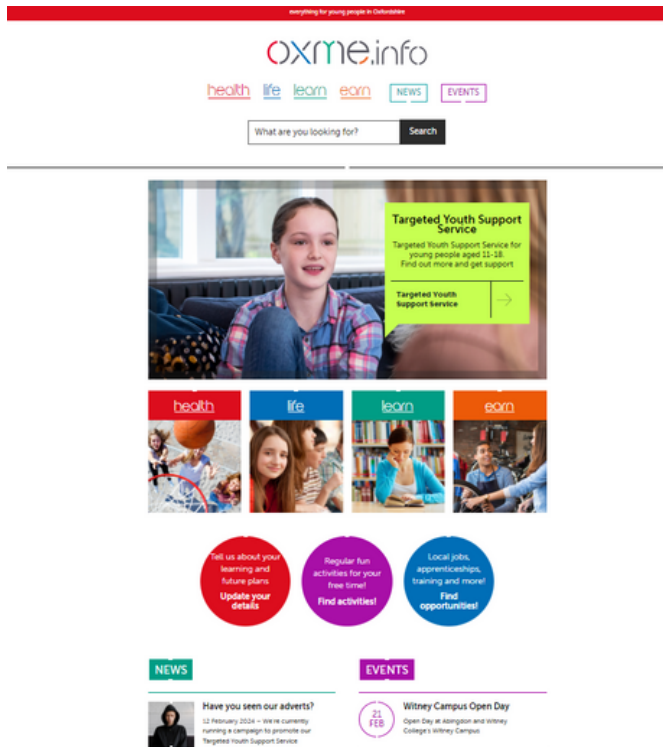 everything for young people in Oxfordshire
oxme.info
health life learn earn NEWS EVENTS
What are you looking for? Search
Targeted Youth Support
Service
Targeted Youth Support Service for
young people aged 11-18.
Find out more and get support
Targeted Youth
Support Service
health life learn earn
Tell us about your
learning and
future plans
Update your
details
Regular fun
activities for your
free time!
Find activities!
Local jobs,
apprenticeships,
training and more!
Find
opportunities!
NEWS
Have you seen our adverts?
12 February 2024 – We're currently
running a campaign to promote our
Targeted Youth Support Service
EVENTS
21
FEB
Witney Campus Open Day
Open Day at Abingdon and Witney
College's Witney Campus